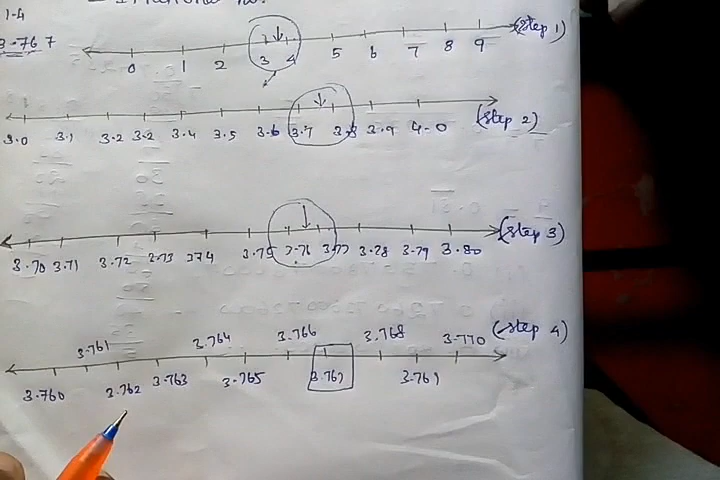 1-4
3.767
(Step 1)
0 1 2 3 4 5 6 7 8 9
(Step 2)
3.0 3.1 3.2 3.2 3.4 3.5 3.6 3.7 3.8 3.9 4-0
(Step 3)
3.70 3.71 3.72 3.73 374 3.75 3.76 3.77 3.78 3.79 3.80
(Step 4)
3.761 3.764 3.766 3.768 3.770
3.760 3.762 3.763 3.765 3.767 3.769